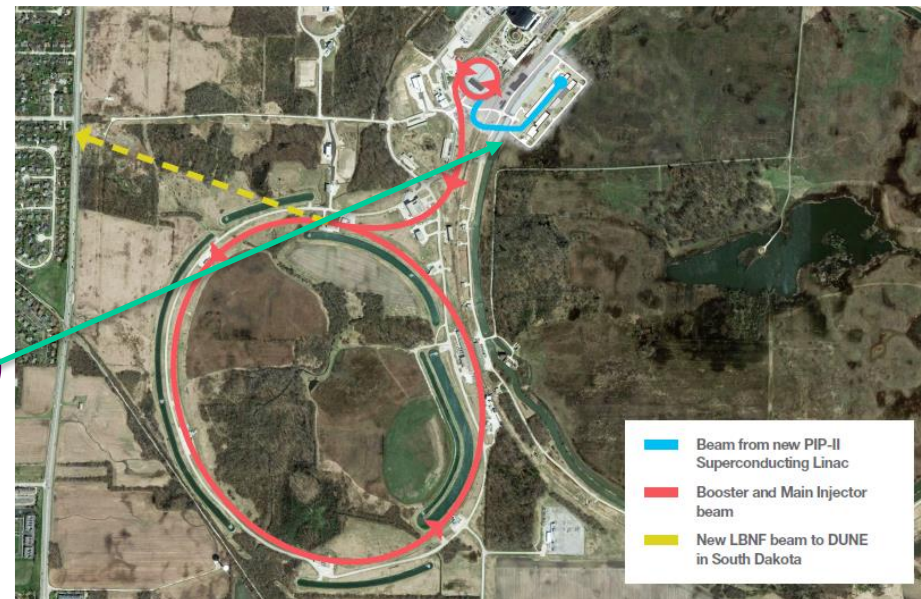 Beam from new PIP-II
Superconducting Linac
Booster and Main Injector
beam
New LBNF beam to DUNE
in South Dakota